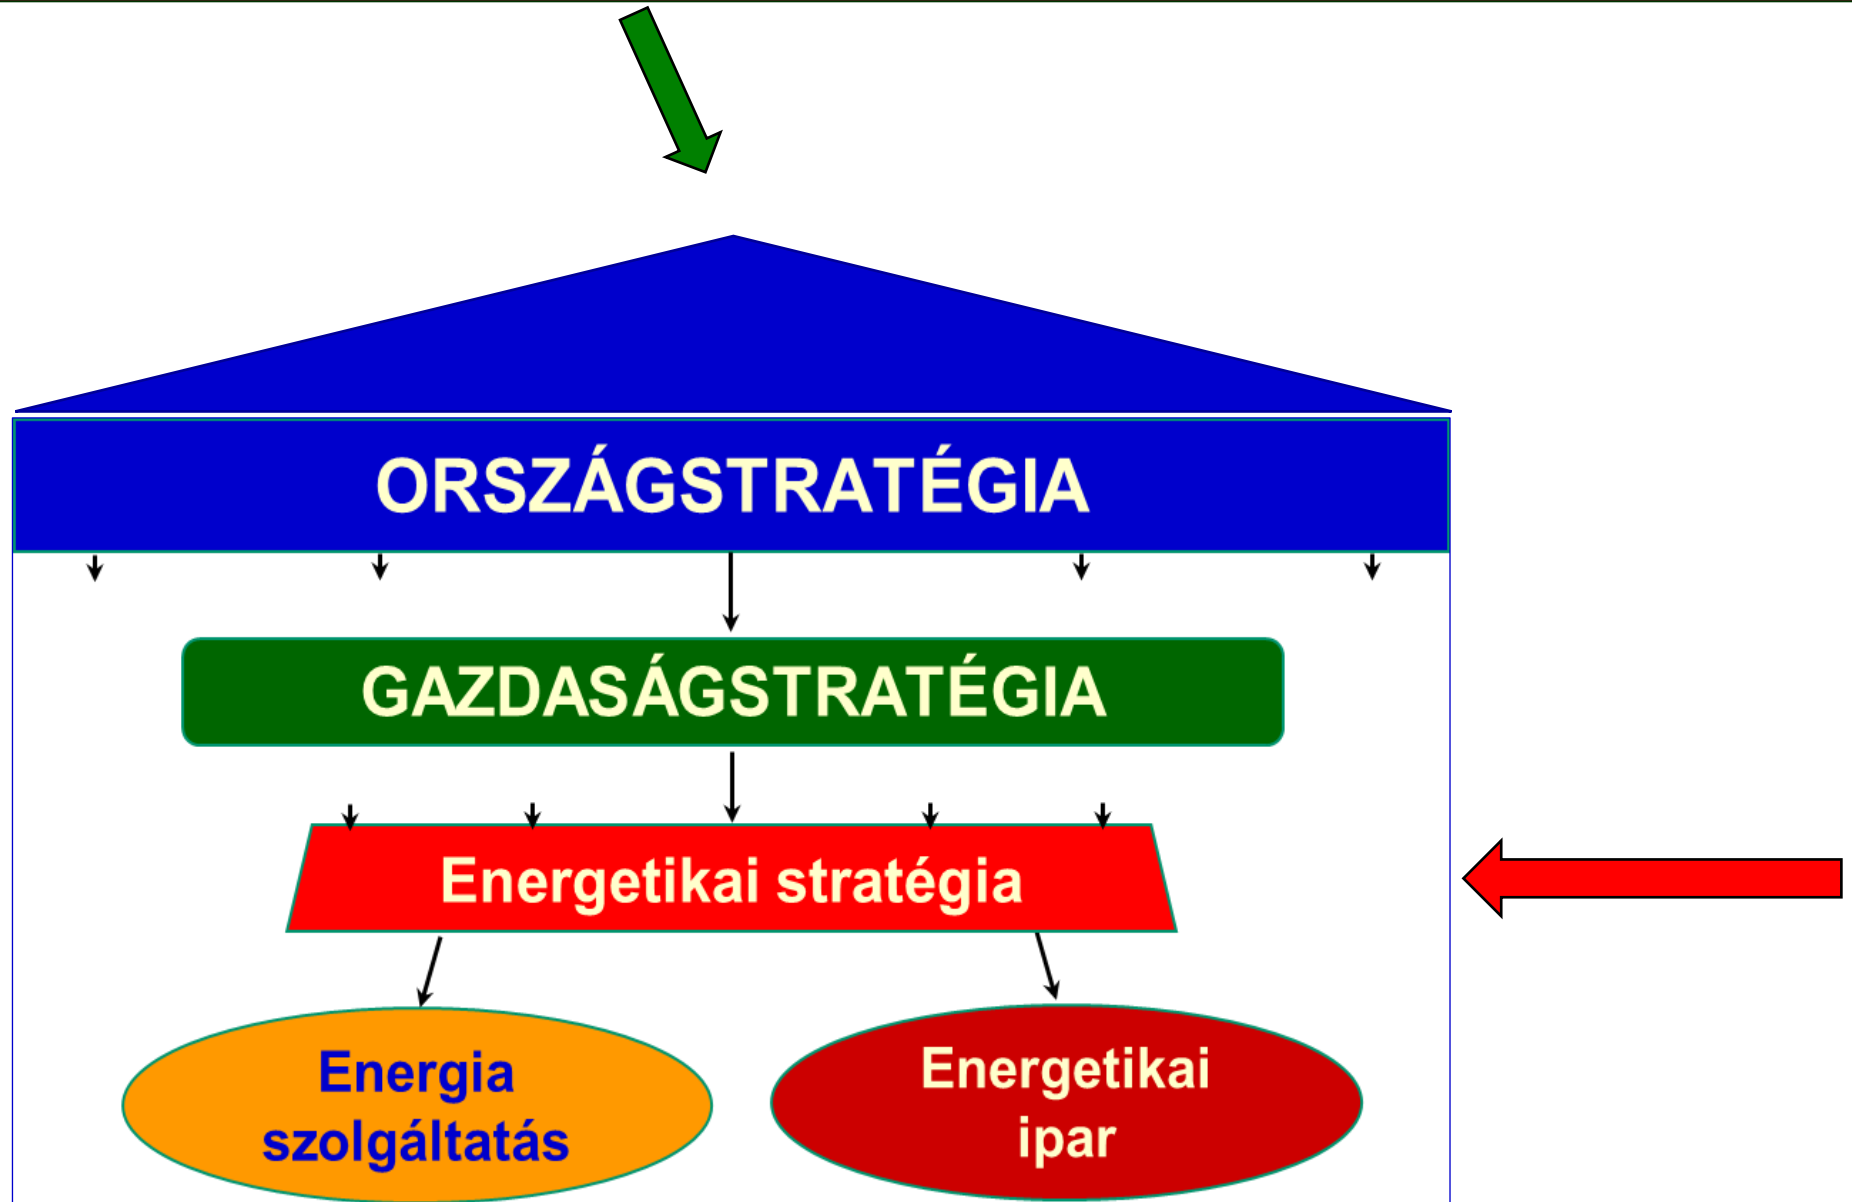 ORSZÁGSTRATÉGIA
GAZDASÁGSTRATÉGIA
Energetikai stratégia
Energia
szolgáltatás
Energetikai
ipar